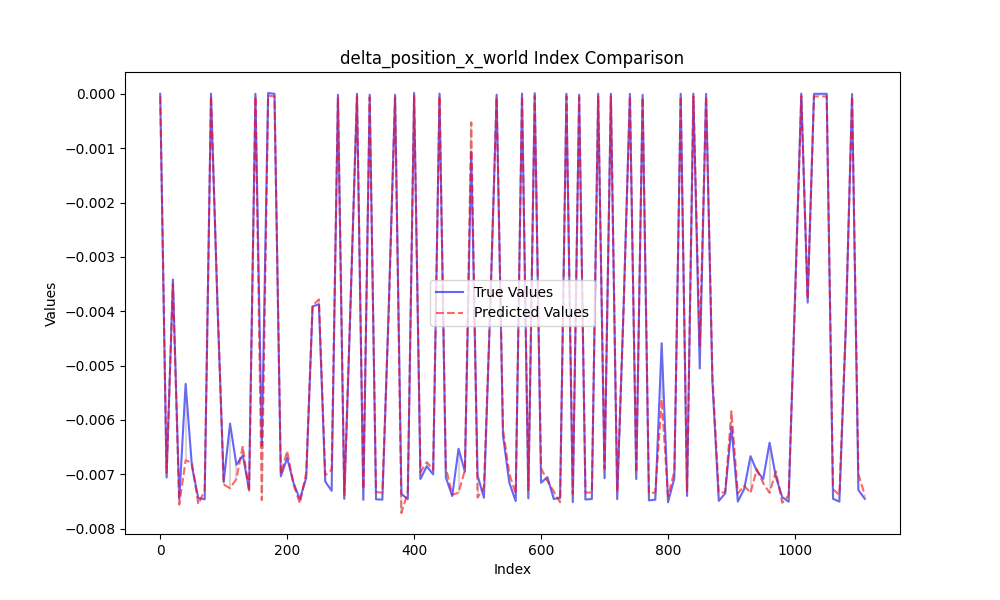 delta_position_x_world Index Comparison
0.000
−0.001
−0.002
−0.003
−0.004
−0.005
−0.006
−0.007
−0.008
Values
True Values
Predicted Values
0 200 400 600 800 1000
Index